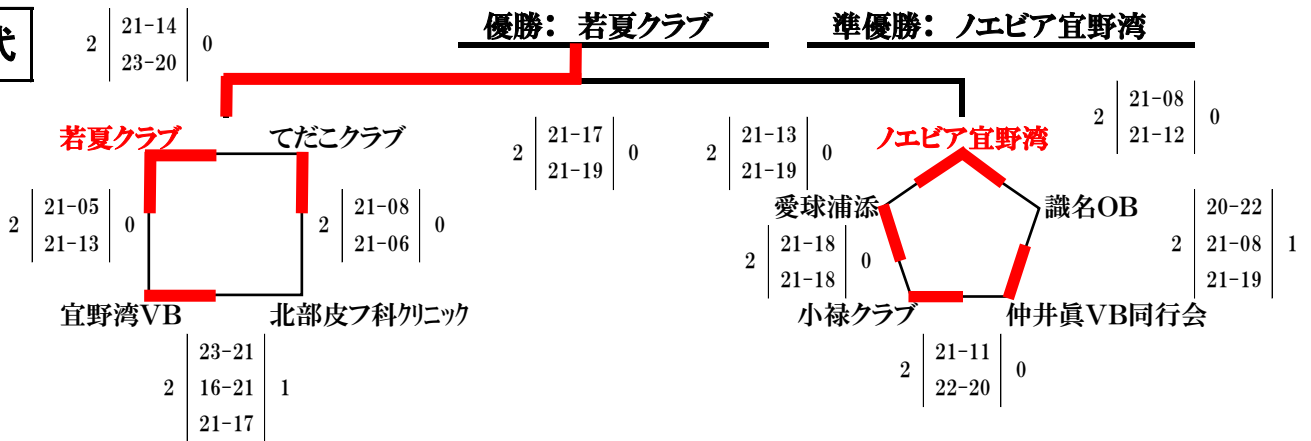 代
2 21-14 0
23-20
優勝： 若夏クラブ
準優勝： ノエビア宜野湾
若夏クラブ
てだこクラブ
2 21-17 0
21-19
2 21-13 0
21-19
ノエビア宜野湾
2 21-08 0
21-12
2 21-05 0
21-13
2 21-08 0
21-06
愛球浦添
識名OB
2 21-18 0
21-18
20-22
2 21-08 1
21-19
宜野湾VB
北部皮フ科クリニック
小禄クラブ
仲井眞VB同行会
23-21
2 16-21 1
21-17
2 21-11 0
22-20